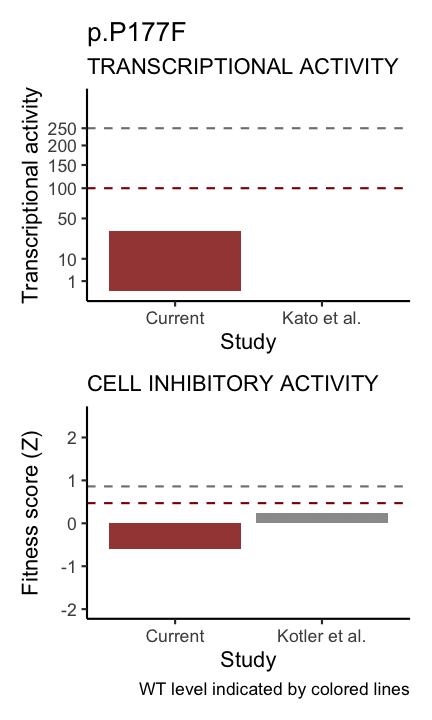 p.P177F
TRANSCRIPTIONAL ACTIVITY
Transcriptional activity
250
200
150
100
50
10
1
Current
Kato et al.
Study
CELL INHIBITORY ACTIVITY
Fitness score (Z)
2
1
0
-1
-2
Current
Kotler et al.
Study
WT level indicated by colored lines